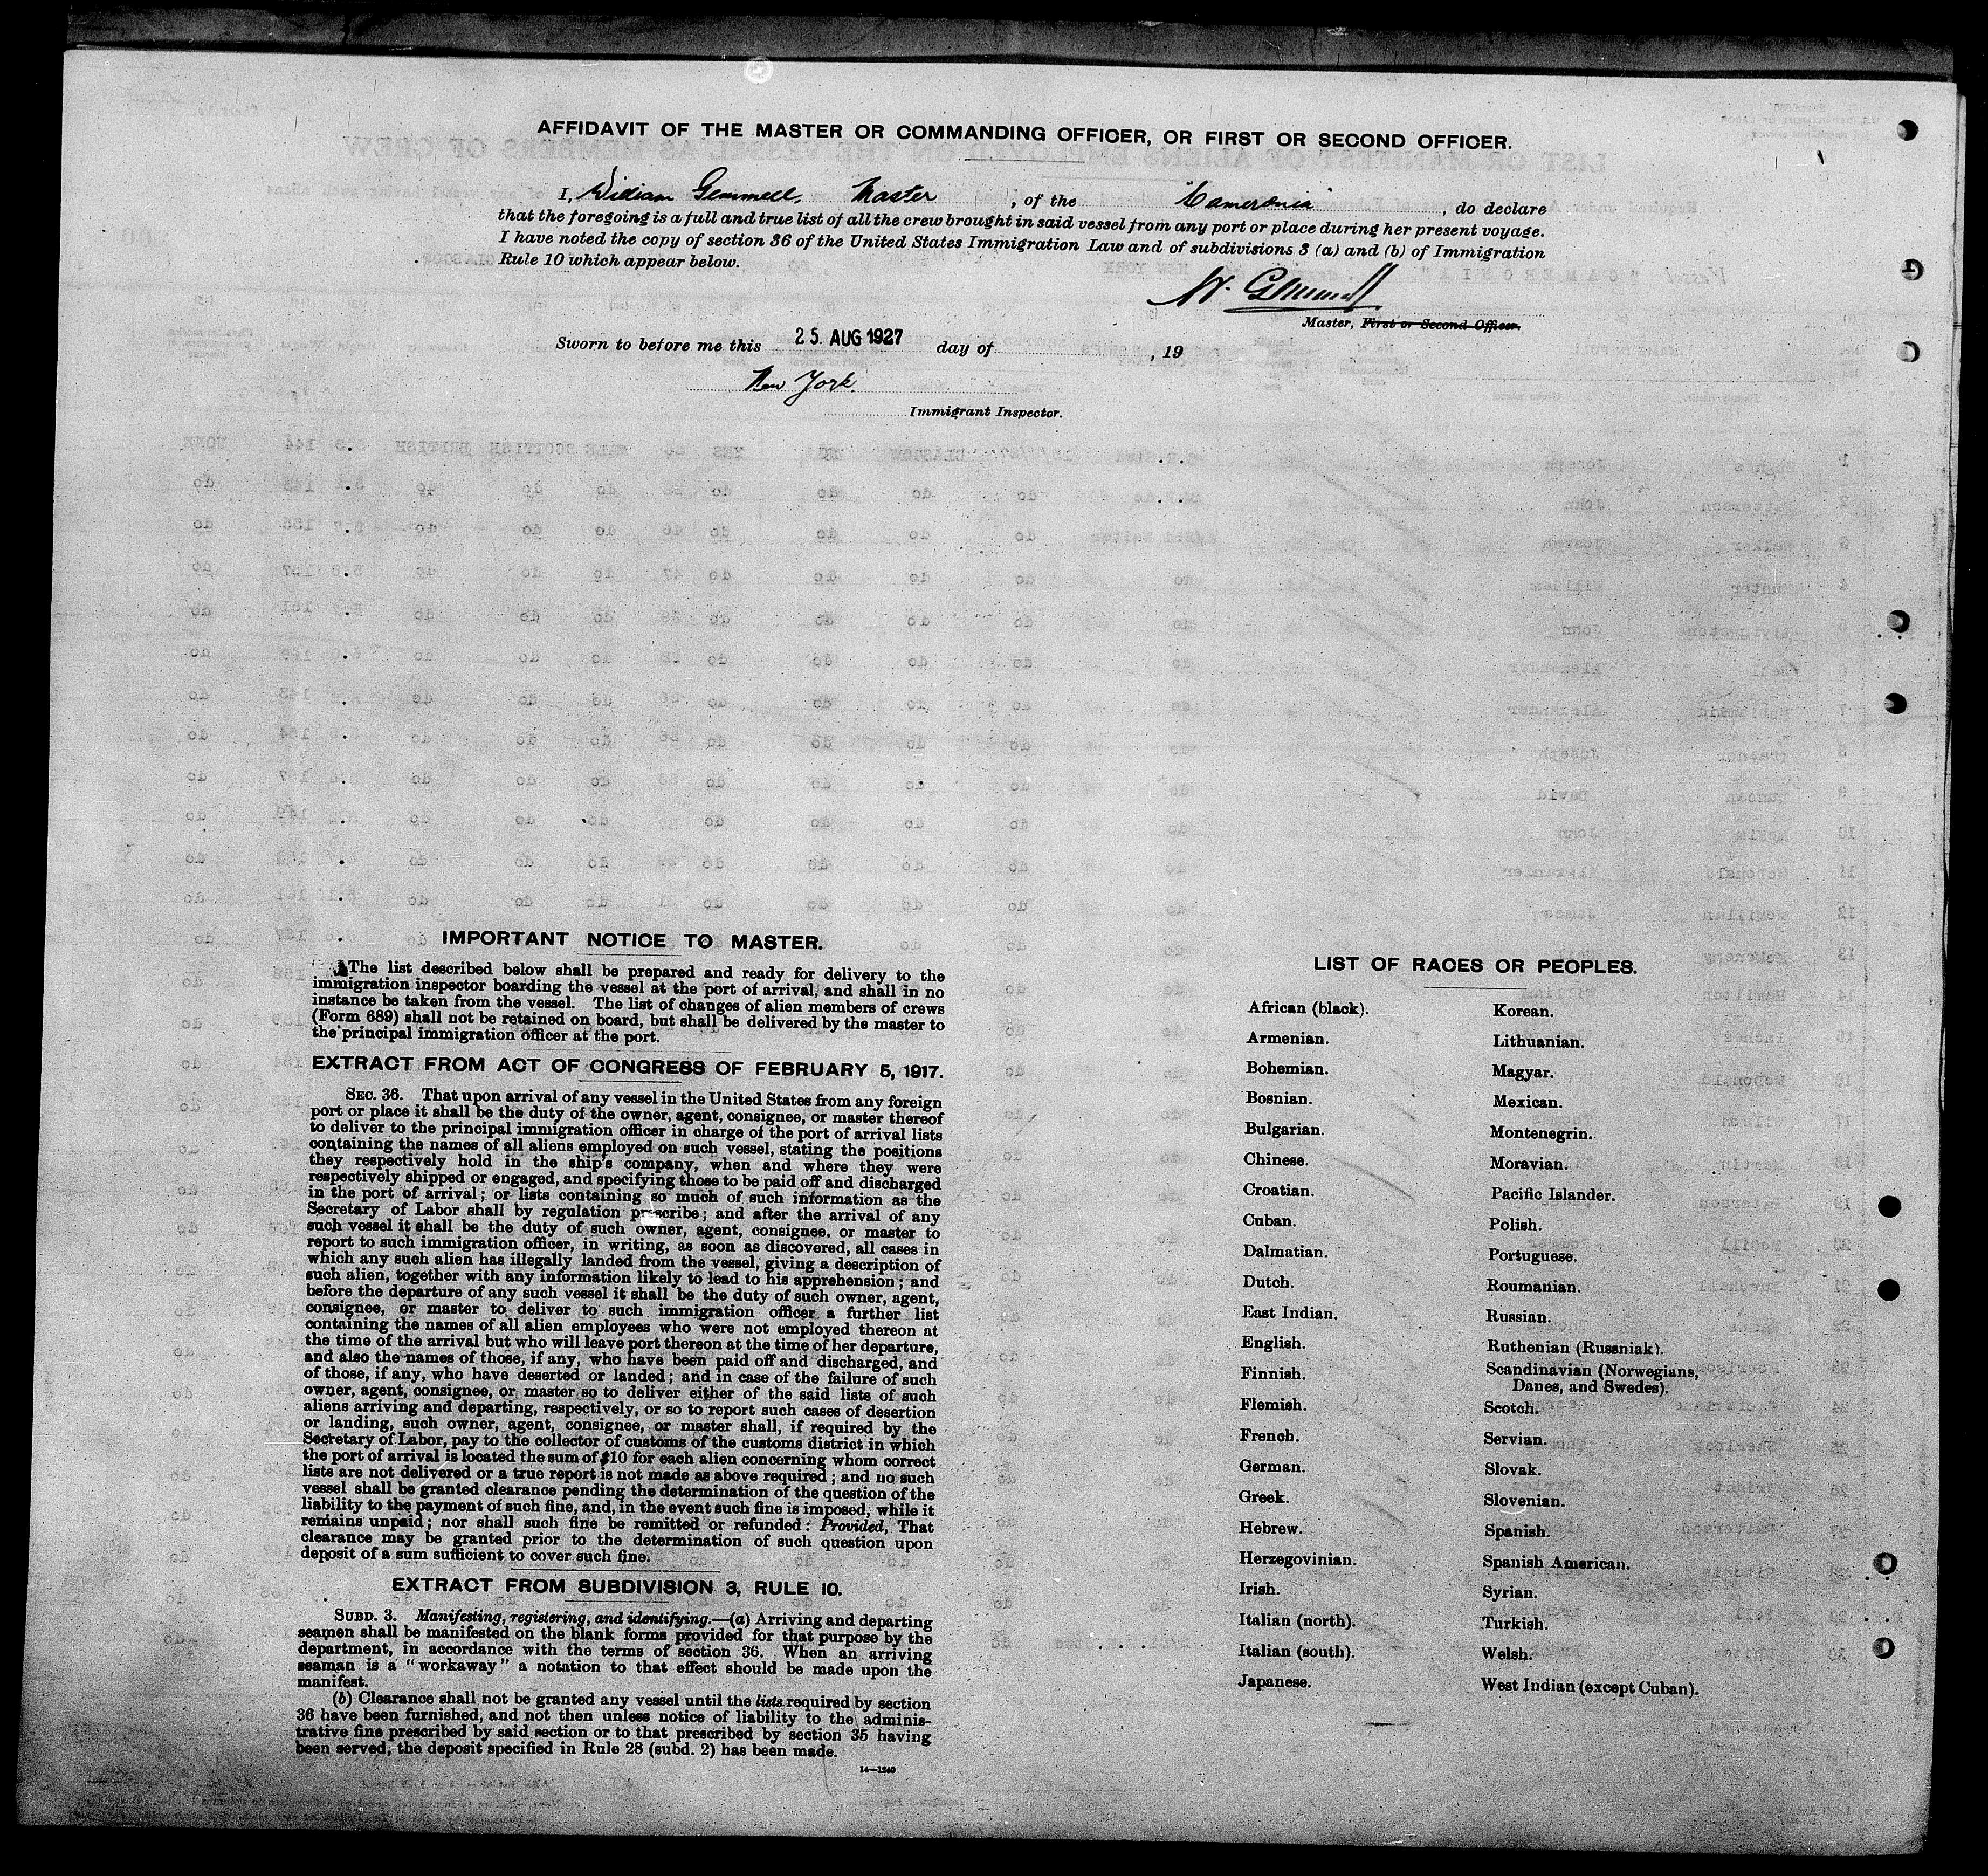 AFFIDAVIT OF THE MASTER OR COMMANDING OFFICER, OR FIRST OR SECOND OFFICER.
I, William Gemmell, Master, of the Cameronia, do declare
that the foregoing is a full and true list of all the crew brought in said vessel from any port or place during her present voyage.
I have noted the copy of section 36 of the United States Immigration Law and of subdivisions 3 (a) and (b) of Immigration
Rule 10 which appear below.
W. Gemmell
Master, First or Second Officer.
Sworn to before me this 25. AUG 1927 day of , 19
New York.
Immigrant Inspector.
IMPORTANT NOTICE TO MASTER.
The list described below shall be prepared and ready for delivery to the
immigration inspector boarding the vessel at the port of arrival, and shall in no
instance be taken from the vessel. The list of changes of alien members of crews
(Form 689) shall not be retained on board, but shall be delivered by the master to
the principal immigration officer at the port.
EXTRACT FROM ACT OF CONGRESS OF FEBRUARY 5, 1917.
SEC. 36. That upon arrival of any vessel in the United States from any foreign
port or place it shall be the duty of the owner, agent, consignee, or master thereof
to deliver to the principal immigration officer in charge of the port of arrival lists
containing the names of all aliens employed on such vessel, stating the positions
they respectively hold in the ship's company, when and where they were
respectively shipped or engaged, and specifying those to be paid off and discharged
in the port of arrival; or lists containing so much of such information as the
Secretary of Labor shall by regulation prescribe; and after the arrival of any
such vessel it shall be the duty of such owner, agent, consignee, or master to
report to such immigration officer, in writing, as soon as discovered, all cases in
which any such alien has illegally landed from the vessel, giving a description of
such alien, together with any information likely to lead to his apprehension; and
before the departure of any such vessel it shall be the duty of such owner, agent,
consignee, or master to deliver to such immigration officer a further list
containing the names of all alien employees who were not employed thereon at
the time of the arrival but who will leave port thereon at the time of her departure,
and also the names of those, if any, who have been paid off and discharged, and
of those, if any, who have deserted or landed; and in case of the failure of such
owner, agent, consignee, or master so to deliver either of the said lists of such
aliens arriving and departing, respectively, or so to report such cases of desertion
or landing, such owner, agent, consignee, or master shall, if required by the
Secretary of Labor, pay to the collector of customs of the customs district in which
the port of arrival is located the sum of $10 for each alien concerning whom correct
lists are not delivered or a true report is not made as above required; and no such
vessel shall be granted clearance pending the determination of the question of the
liability to the payment of such fine, and, in the event such fine is imposed, while it
remains unpaid; nor shall such fine be remitted or refunded: Provided, That
clearance may be granted prior to the determination of such question upon
deposit of a sum sufficient to cover such fine.
EXTRACT FROM SUBDIVISION 3, RULE 10.
SUBD. 3. Manifesting, registering, and identifying.—(a) Arriving and departing
seamen shall be manifested on the blank forms provided for that purpose by the
department, in accordance with the terms of section 36. When an arriving
seaman is a "workaway" a notation to that effect should be made upon the
manifest.
(b) Clearance shall not be granted any vessel until the lists required by section
36 have been furnished, and not then unless notice of liability to the adminis-
trative fine prescribed by said section or to that prescribed by section 35 having
been served, the deposit specified in Rule 28 (subd. 2) has been made.
14—1240
LIST OF RACES OR PEOPLES.
African (black).
Armenian.
Bohemian.
Bosnian.
Bulgarian.
Chinese.
Croatian.
Cuban.
Dalmatian.
Dutch.
East Indian.
English.
Finnish.
Flemish.
French.
German.
Greek.
Hebrew.
Herzegovinian.
Irish.
Italian (north).
Italian (south).
Japanese.
Korean.
Lithuanian.
Magyar.
Mexican.
Montenegrin.
Moravian.
Pacific Islander.
Polish.
Portuguese.
Roumanian.
Russian.
Ruthenian (Russniak).
Scandinavian (Norwegians,
Danes, and Swedes).
Scotch.
Servian.
Slovak.
Slovenian.
Spanish.
Spanish American.
Syrian.
Turkish.
Welsh.
West Indian (except Cuban).